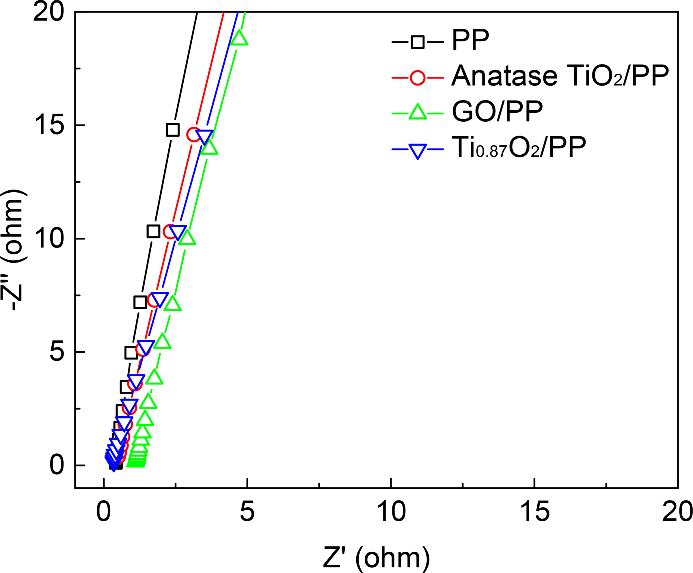 20
15
10
5
0
-Z" (ohm)
PP
Anatase TiO2/PP
GO/PP
Ti0.87O2/PP
0 5 10 15 20
Z' (ohm)